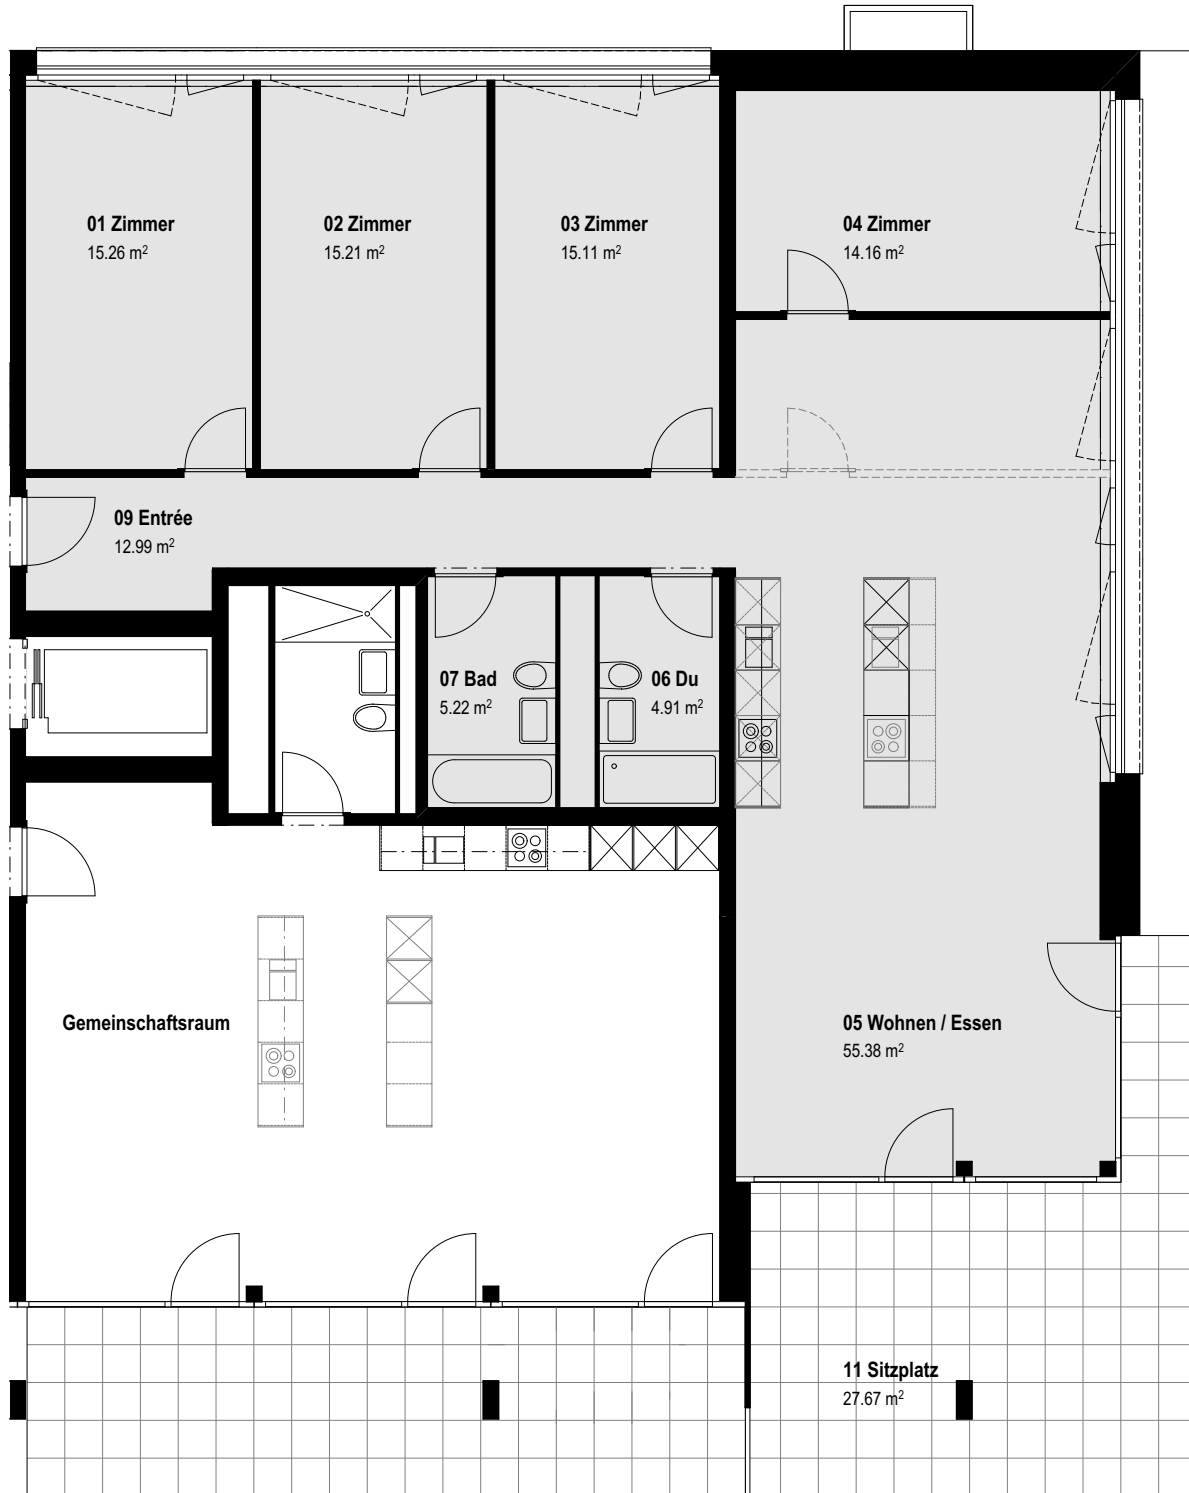 01 Zimmer
15.26 m²
02 Zimmer
15.21 m²
03 Zimmer
15.11 m²
04 Zimmer
14.16 m²
09 Entrée
12.99 m²
07 Bad
5.22 m²
06 Du
4.91 m²
Gemeinschaftsraum
05 Wohnen / Essen
55.38 m²
11 Sitzplatz
27.67 m²